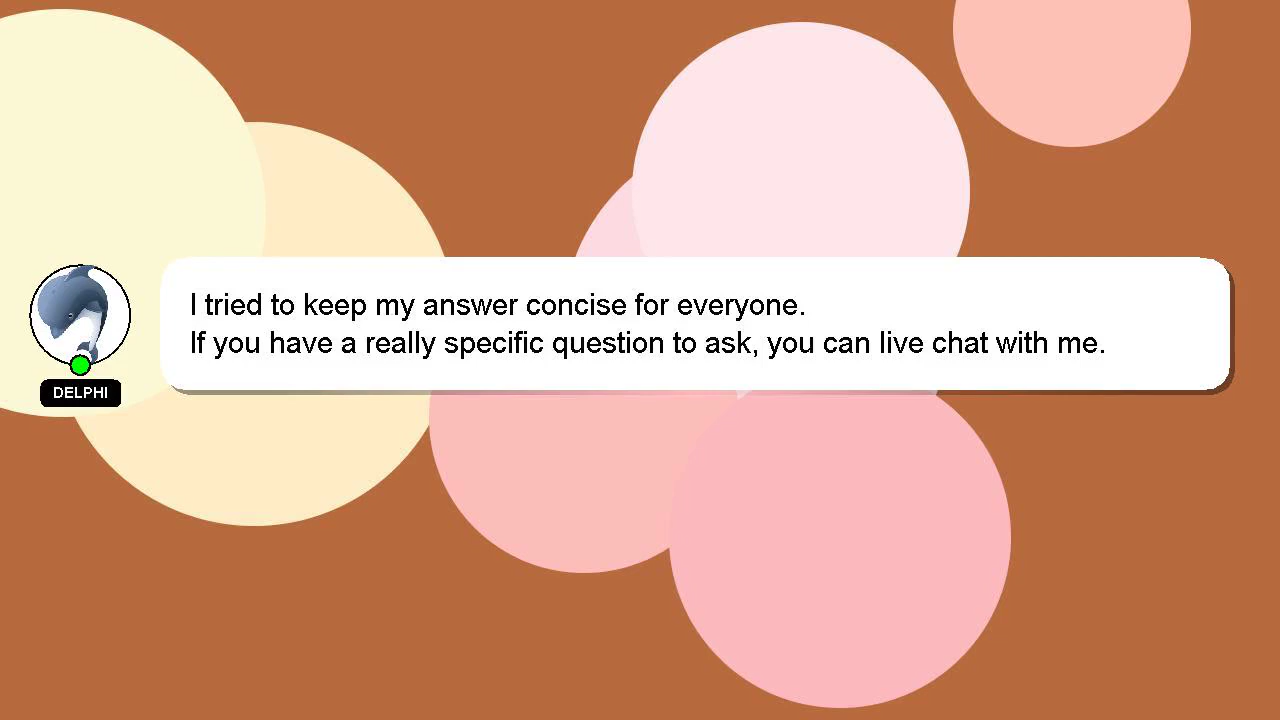 I tried to keep my answer concise for everyone.
If you have a really specific question to ask, you can live chat with me.
DELPHI